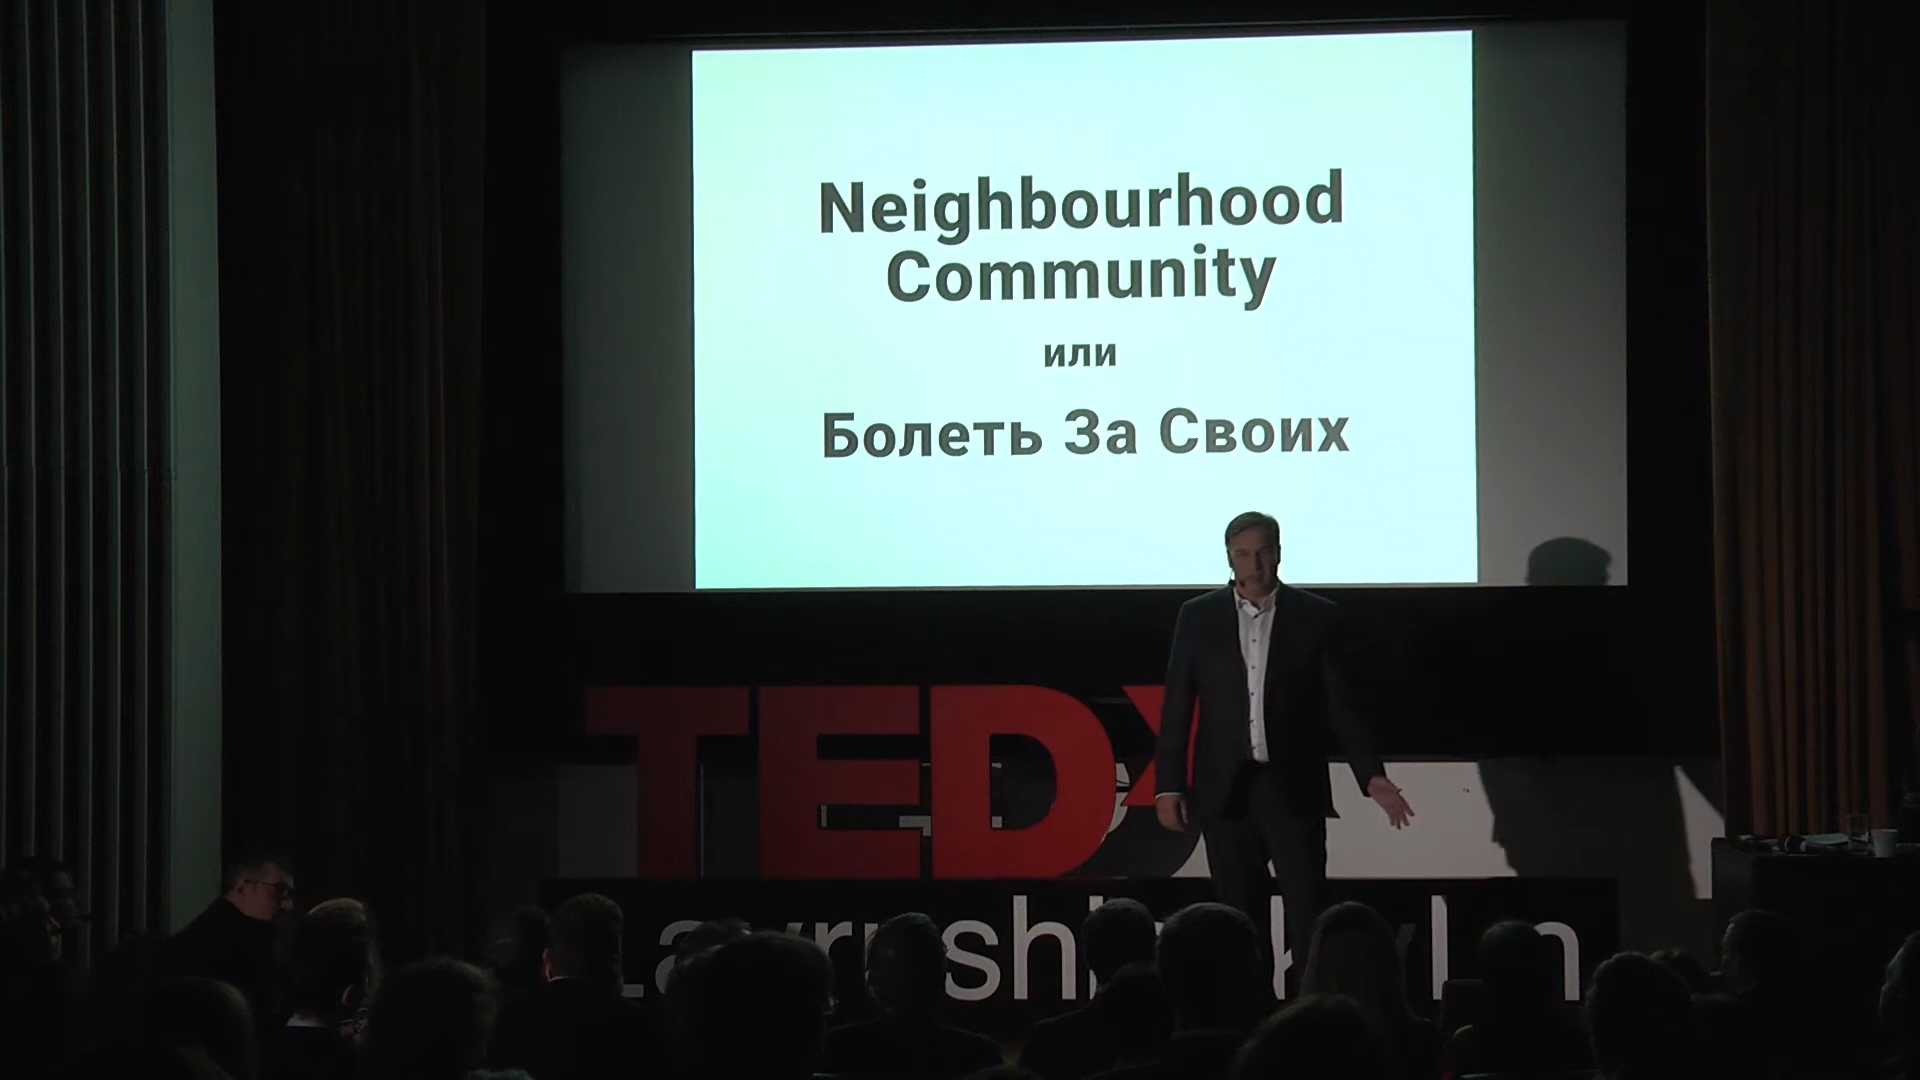 Neighbourhood
Community
или
Болеть За Своих
TEDx